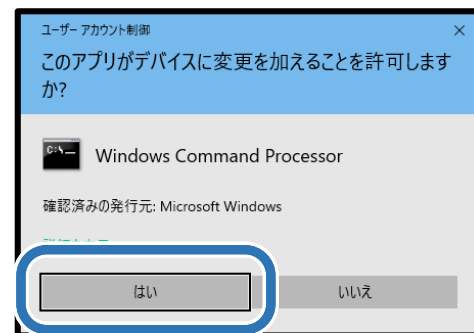 ユーザー アカウント制御
このアプリがデバイスに変更を加えることを許可します
か?
C:\
Windows Command Processor
確認済みの発行元: Microsoft Windows
はい
いいえ